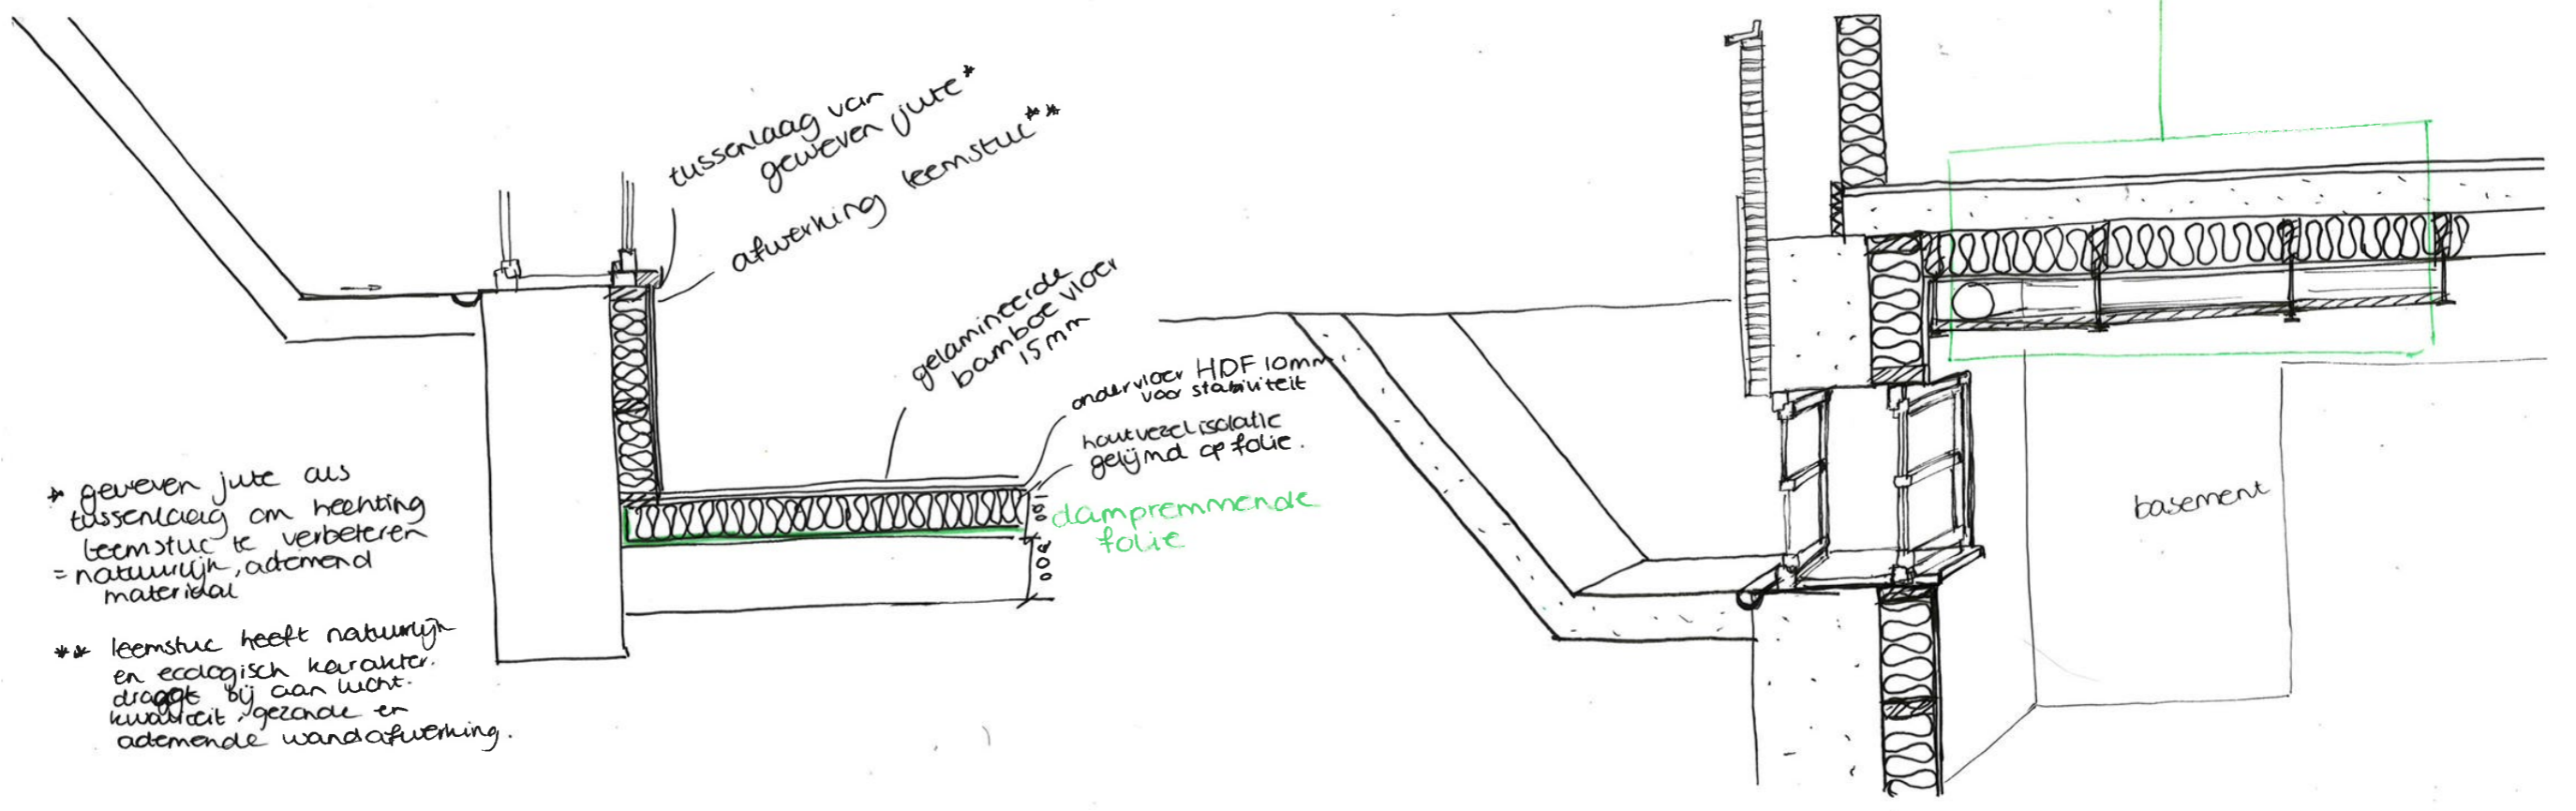 tussenlaag van
geweven jute*
afwerking leemstuc**
gelamineerde
bamboe vloer
15mm
ondervloer HDF 10mm
voor stabiliteit
houtvezelisolatie
gelijmd op folie.
100
dampremmende
folie
800
* geweven jute als
tussenlaag om hechting
leemstuc te verbeteren
= natuurlijk, ademend
materiaal
** leemstuc heeft natuurlijk
en ecologisch karakter.
draagt bij aan lucht-
kwaliteit, gezonde en
ademende wandafwerking.
basement